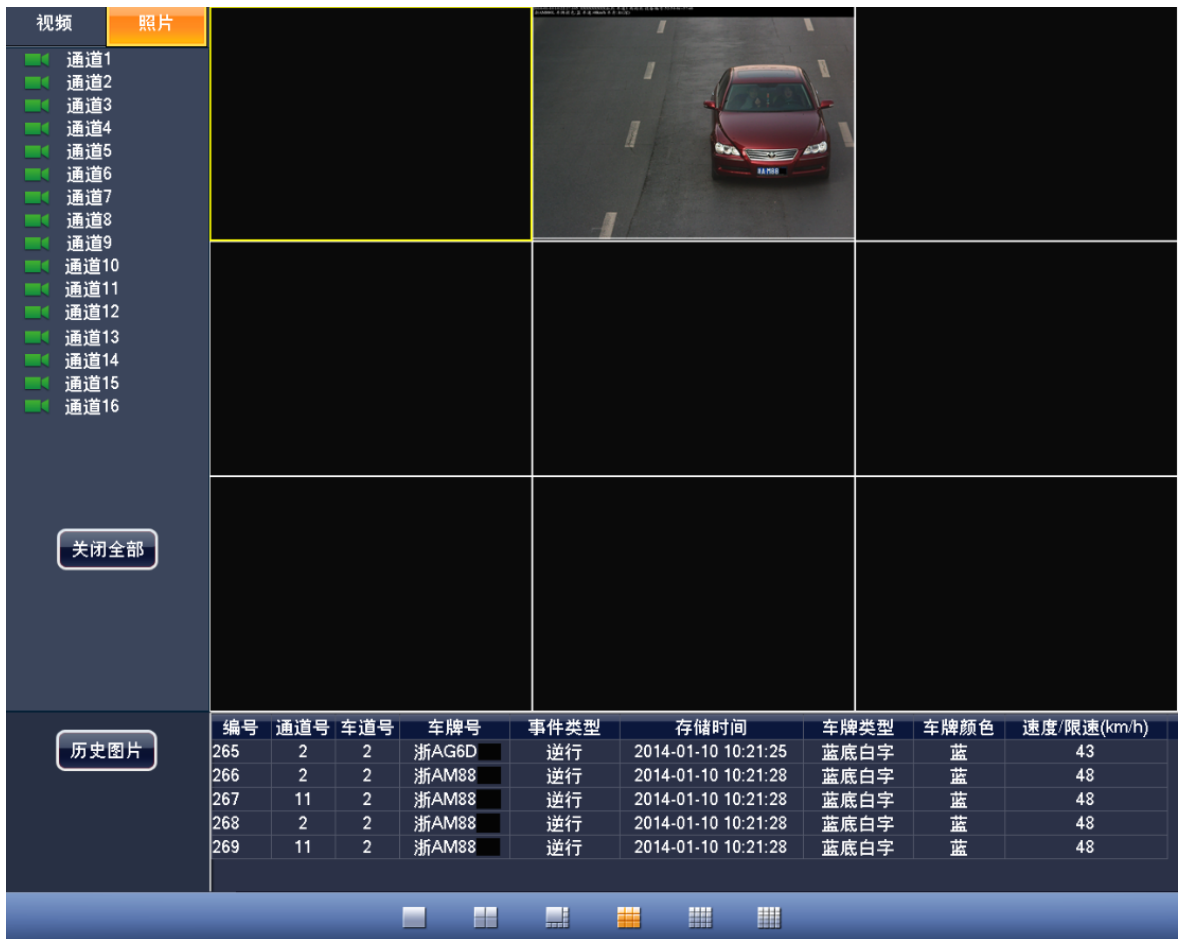 视频 照片
通道1
通道2
通道3
通道4
通道5
通道6
通道7
通道8
通道9
通道10
通道11
通道12
通道13
通道14
通道15
通道16
关闭全部
历史图片
编号 通道号 车道号 车牌号 事件类型 存储时间 车牌类型 车牌颜色 速度/限速(km/h)
265 2 2 浙AG6D 逆行 2014-01-10 10:21:25 蓝底白字 蓝 43
266 2 2 浙AM88 逆行 2014-01-10 10:21:28 蓝底白字 蓝 48
267 11 2 浙AM88 逆行 2014-01-10 10:21:28 蓝底白字 蓝 48
268 2 2 浙AM88 逆行 2014-01-10 10:21:28 蓝底白字 蓝 48
269 11 2 浙AM88 逆行 2014-01-10 10:21:28 蓝底白字 蓝 48